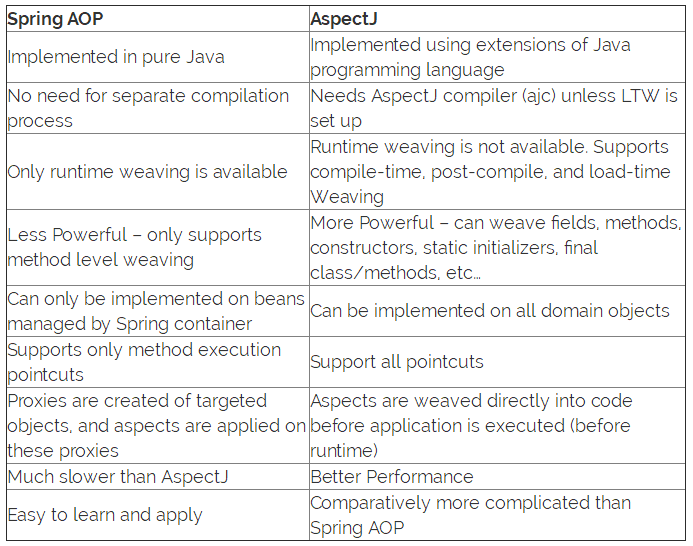 Spring AOP
AspectJ
Implemented in pure Java
Implemented using extensions of Java
programming language
No need for separate compilation
process
Needs AspectJ compiler (ajc) unless LTW is
set up
Only runtime weaving is available
Runtime weaving is not available. Supports
compile-time, post-compile, and load-time
Weaving
Less Powerful – only supports
method level weaving
More Powerful – can weave fields, methods,
constructors, static initializers, final
class/methods, etc…
Can only be implemented on beans
managed by Spring container
Can be implemented on all domain objects
Supports only method execution
pointcuts
Support all pointcuts
Proxies are created of targeted
objects, and aspects are applied on
these proxies
Aspects are weaved directly into code
before application is executed (before
runtime)
Much slower than AspectJ
Better Performance
Easy to learn and apply
Comparatively more complicated than
Spring AOP